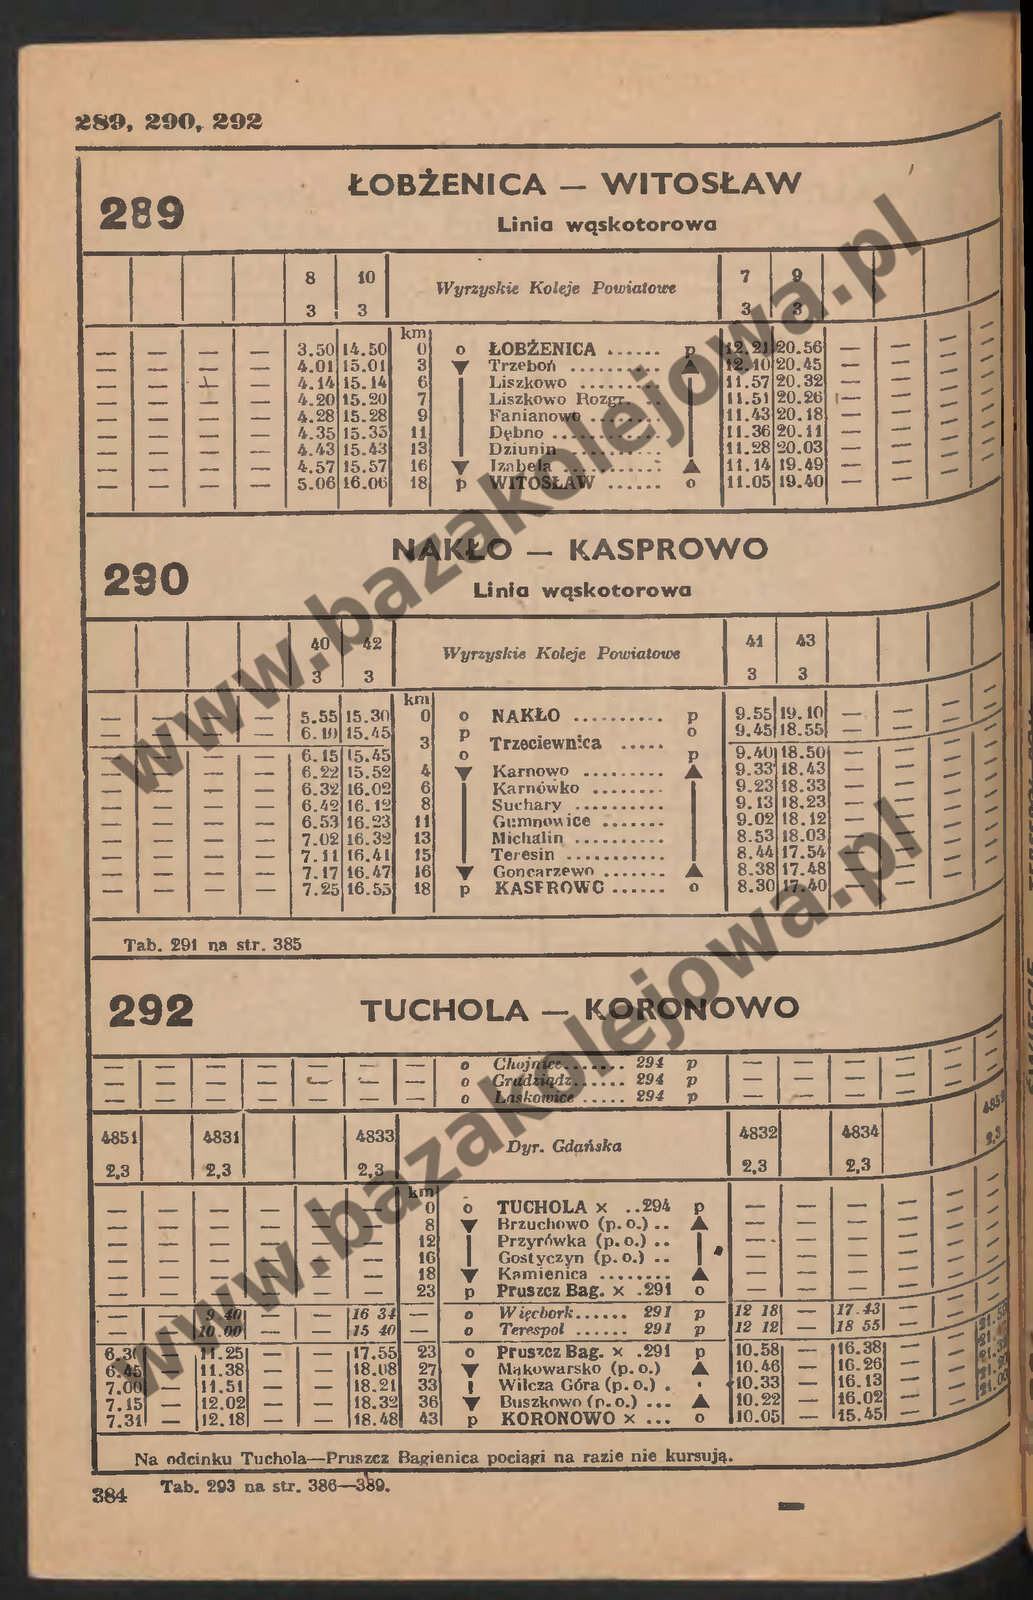 289, 290, 292
289
ŁOBŻENICA — WITOSŁAW
Linia wąskotorowa
8 10 Wyrzyskie Koleje Powiatowe 7 9
3 3 3 3
km
— — — — 3.50 14.50 0 o ŁOBŻENICA ...... p 12.21 20.56 — — —
— — — — 4.01 15.01 3 Trzeboń ......... 12.10 20.45 — — —
— — — — 4.14 15.14 6 Liszkowo ......... 11.57 20.32 — — —
— — — — 4.20 15.20 7 Liszkowo Rozgr. .. 11.51 20.26 — — —
— — — — 4.28 15.28 9 Fanianowo ....... 11.43 20.18 — — —
— — — — 4.35 15.35 11 Dębno ............ 11.36 20.11 — — —
— — — — 4.43 15.43 13 Dziunin .......... 11.28 20.03 — — —
— — — — 4.57 15.57 16 Izabela .......... 11.14 19.49 — — —
— — — — 5.06 16.06 18 p WITOSŁAW ...... o 11.05 19.40 — — —
290
NAKŁO — KASPROWO
Linia wąskotorowa
40 42 Wyrzyskie Koleje Powiatowe 41 43
3 3 3 3
km
— — — — 5.55 15.30 0 o NAKŁO .......... p 9.55 19.10 — — —
— — — — 6.10 15.45 3 p Trzeciewnica ..... o 9.45 18.55 — — —
— — — — 6.15 15.45 o p 9.40 18.50 — — —
— — — — 6.22 15.52 4 Karnowo ......... 9.33 18.43 — — —
— — — — 6.32 16.02 6 Karnówko ........ 9.23 18.33 — — —
— — — — 6.42 16.12 8 Suchary .......... 9.13 18.23 — — —
— — — — 6.53 16.23 11 Gumnowice ....... 9.02 18.12 — — —
— — — — 7.02 16.32 13 Michalin .......... 8.53 18.03 — — —
— — — — 7.11 16.41 15 Teresin ........... 8.44 17.54 — — —
— — — — 7.17 16.47 16 Goncarzewo ....... 8.38 17.48 — — —
— — — — 7.25 16.55 18 p KASPROWO ...... o 8.30 17.40 — — —
Tab. 291 na str. 385
292
TUCHOLA — KORONOWO
— — — — — — — o Chojnice ....... 294 p — — — — — —
— — — — — — — o Grudziądz ...... 294 p — — — — — —
— — — — — — — o Laskowice ..... 294 p — — — — — —
4851 4831 4833 Dyr. Gdańska 4832 4834
2,3 2,3 2,3 2,3 2,3 2,3
km
— — — — — — 0 o TUCHOLA × ..294 p — — — — — —
— — — — — — 8 Brzuchowo (p.o.) .. — — — — — —
— — — — — — 12 Przyrówka (p.o.) .. — — — — — —
— — — — — — 16 Gostyczyn (p.o.) .. — — — — — —
— — — — — — 18 Kamienica ......... — — — — — —
— — — — — — 23 p Pruszcz Bag. × .291 o — — — — — —
— — 9 40 — — 16 34 — o Więcbork ...... 291 p 12 18 — 17.43 — —
— — 10.00 — — 15 40 — o Terespol ...... 291 p 12 12 — 18 55 — —
— 11.25 — — 17.55 23 o Pruszcz Bag. × .291 p 10.58 — 16.38 — —
6.45 — 11.38 — — 18.08 27 Mąkowarsko (p.o.) 10.46 — 16.26 — —
7.00 — 11.51 — — 18.21 33 Wilcza Góra (p.o.) . 10.33 — 16.13 — —
7.15 — 12.02 — — 18.32 36 Buszkowo (p.o.) ... 10.22 — 16.02 — —
7.31 — 12.18 — — 18.48 43 p KORONOWO × ... o 10.05 — 15.45 — —
Na odcinku Tuchola—Pruszcz Bagienica pociągi na razie nie kursują.
384
Tab. 293 na str. 386—389.
www.bazakolejowa.pl
www.bazakolejowa.pl